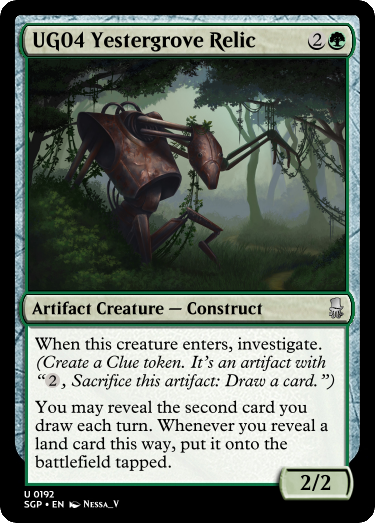 UG04 Yestergrove Relic 2
Artifact Creature — Construct
When this creature enters, investigate.
(Create a Clue token. It's an artifact with
“2, Sacrifice this artifact: Draw a card.”)
You may reveal the second card you
draw each turn. Whenever you reveal a
land card this way, put it onto the
battlefield tapped.
2/2
U 0192
SGP • EN Nessa_V